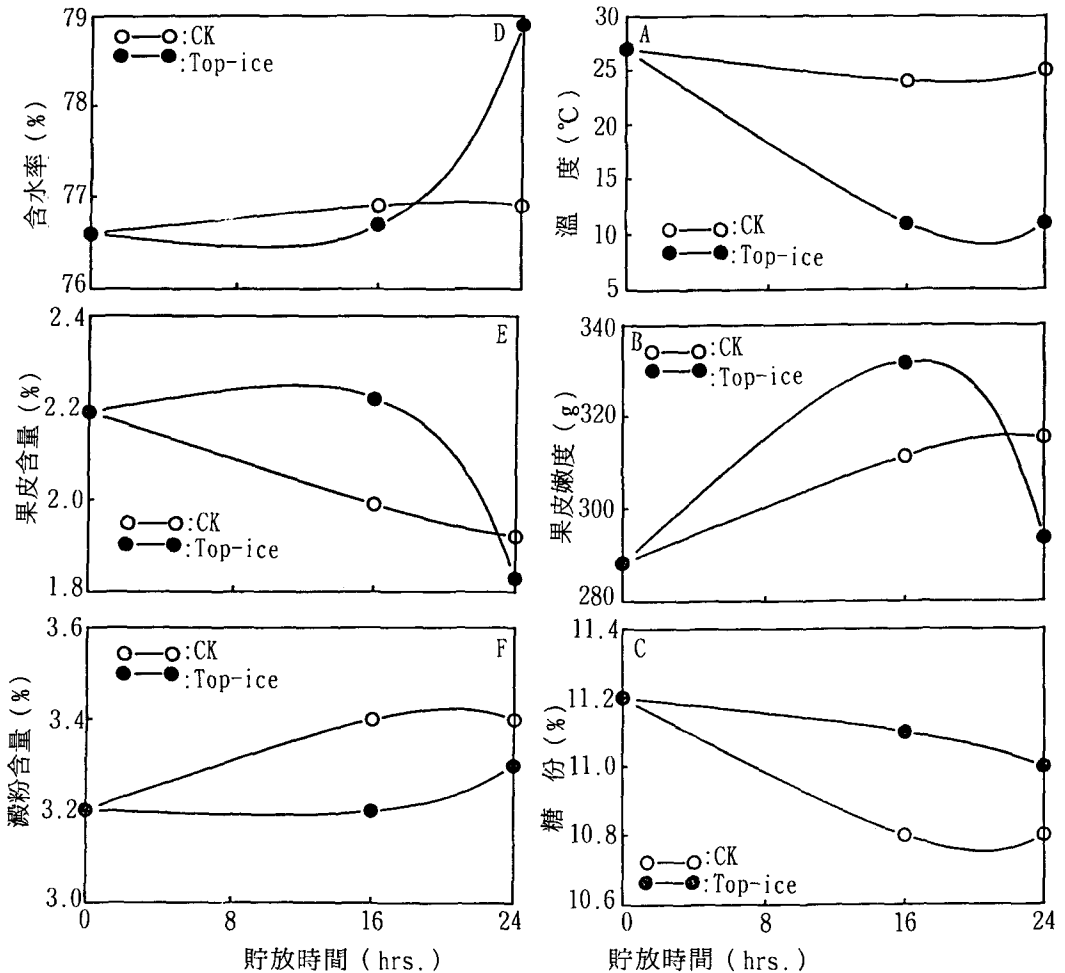 79
78
77
76
含水率 (%)
D
:CK
:Top-ice
30
25
20
15
10
5
溫 度 (℃)
A
:CK
:Top-ice
2.4
2.2
2.0
1.8
果皮含量 (%)
E
:CK
:Top-ice
340
320
300
280
果皮嫩度 (g)
B
:CK
:Top-ice
3.6
3.4
3.2
3.0
澱粉含量 (%)
F
:CK
:Top-ice
0
8
16
24
貯放時間 (hrs.)
11.4
11.2
11.0
10.8
10.6
糖 份 (%)
C
:CK
:Top-ice
0
8
16
24
貯放時間 (hrs.)